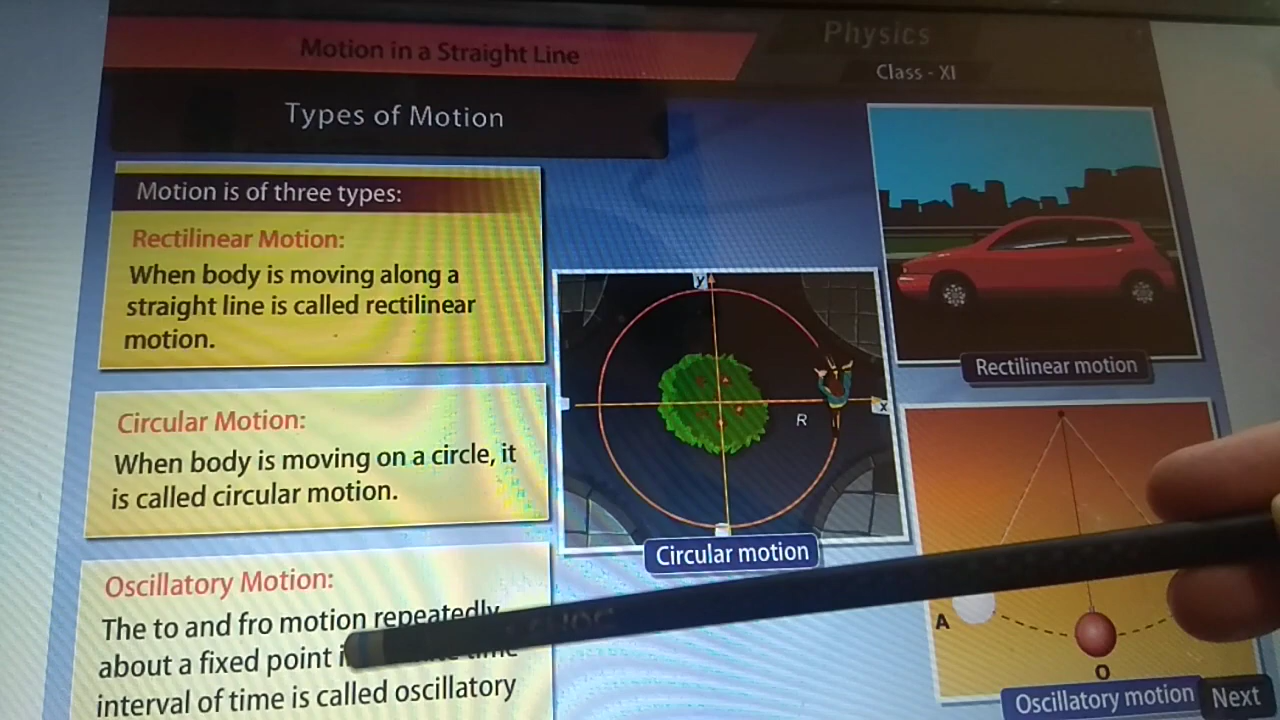 Motion in a Straight Line
Physics
Class - XI
Types of Motion
Motion is of three types:
Rectilinear Motion:
When body is moving along a
straight line is called rectilinear
motion.
Circular Motion:
When body is moving on a circle, it
is called circular motion.
Oscillatory Motion:
The to and fro motion repeatedly
about a fixed point
interval of time is called oscillatory
y
x
R
Circular motion
Rectilinear motion
A
O
Oscillatory motion
Next